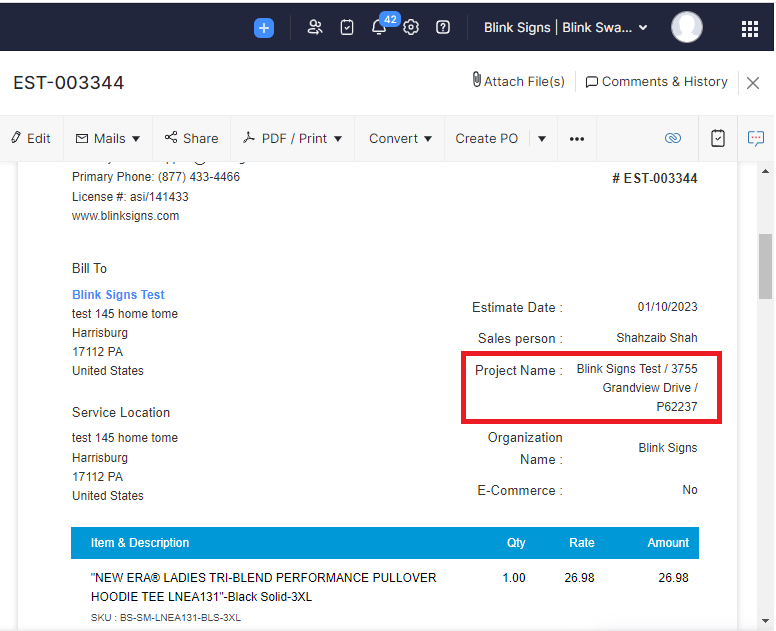 42
Blink Signs | Blink Swa...
EST-003344
Attach File(s)
Comments & History
Edit
Mails
Share
PDF / Print
Convert
Create PO
Primary Phone: (877) 433-4466
# EST-003344
License #: asi/141433
www.blinksigns.com
Bill To
Blink Signs Test
test 145 home tome
Harrisburg
17112 PA
United States
Estimate Date :
01/10/2023
Sales person :
Shahzaib Shah
Project Name :
Blink Signs Test / 3755
Grandview Drive /
P62237
Service Location
test 145 home tome
Harrisburg
17112 PA
United States
Organization
Name :
Blink Signs
E-Commerce :
No
Item & Description Qty Rate Amount
"NEW ERA® LADIES TRI-BLEND PERFORMANCE PULLOVER 1.00 26.98 26.98
HOODIE TEE LNEA131"-Black Solid-3XL
SKU : BS-SM-LNEA131-BLS-3XL